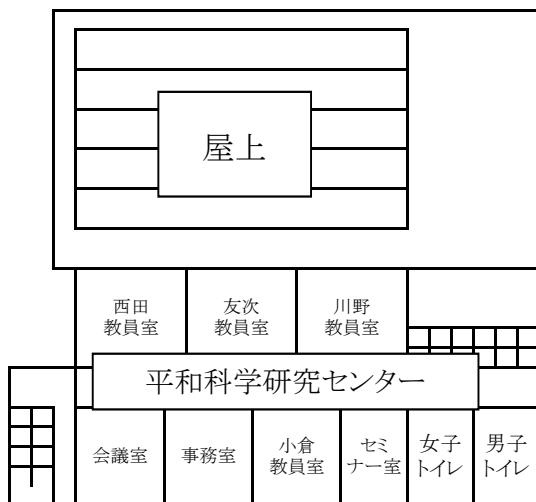 屋上
西田
教員室
友次
教員室
川野
教員室
平和科学研究センター
会議室
事務室
小倉
教員室
セミ
ナー室
女子
トイレ
男子
トイレ